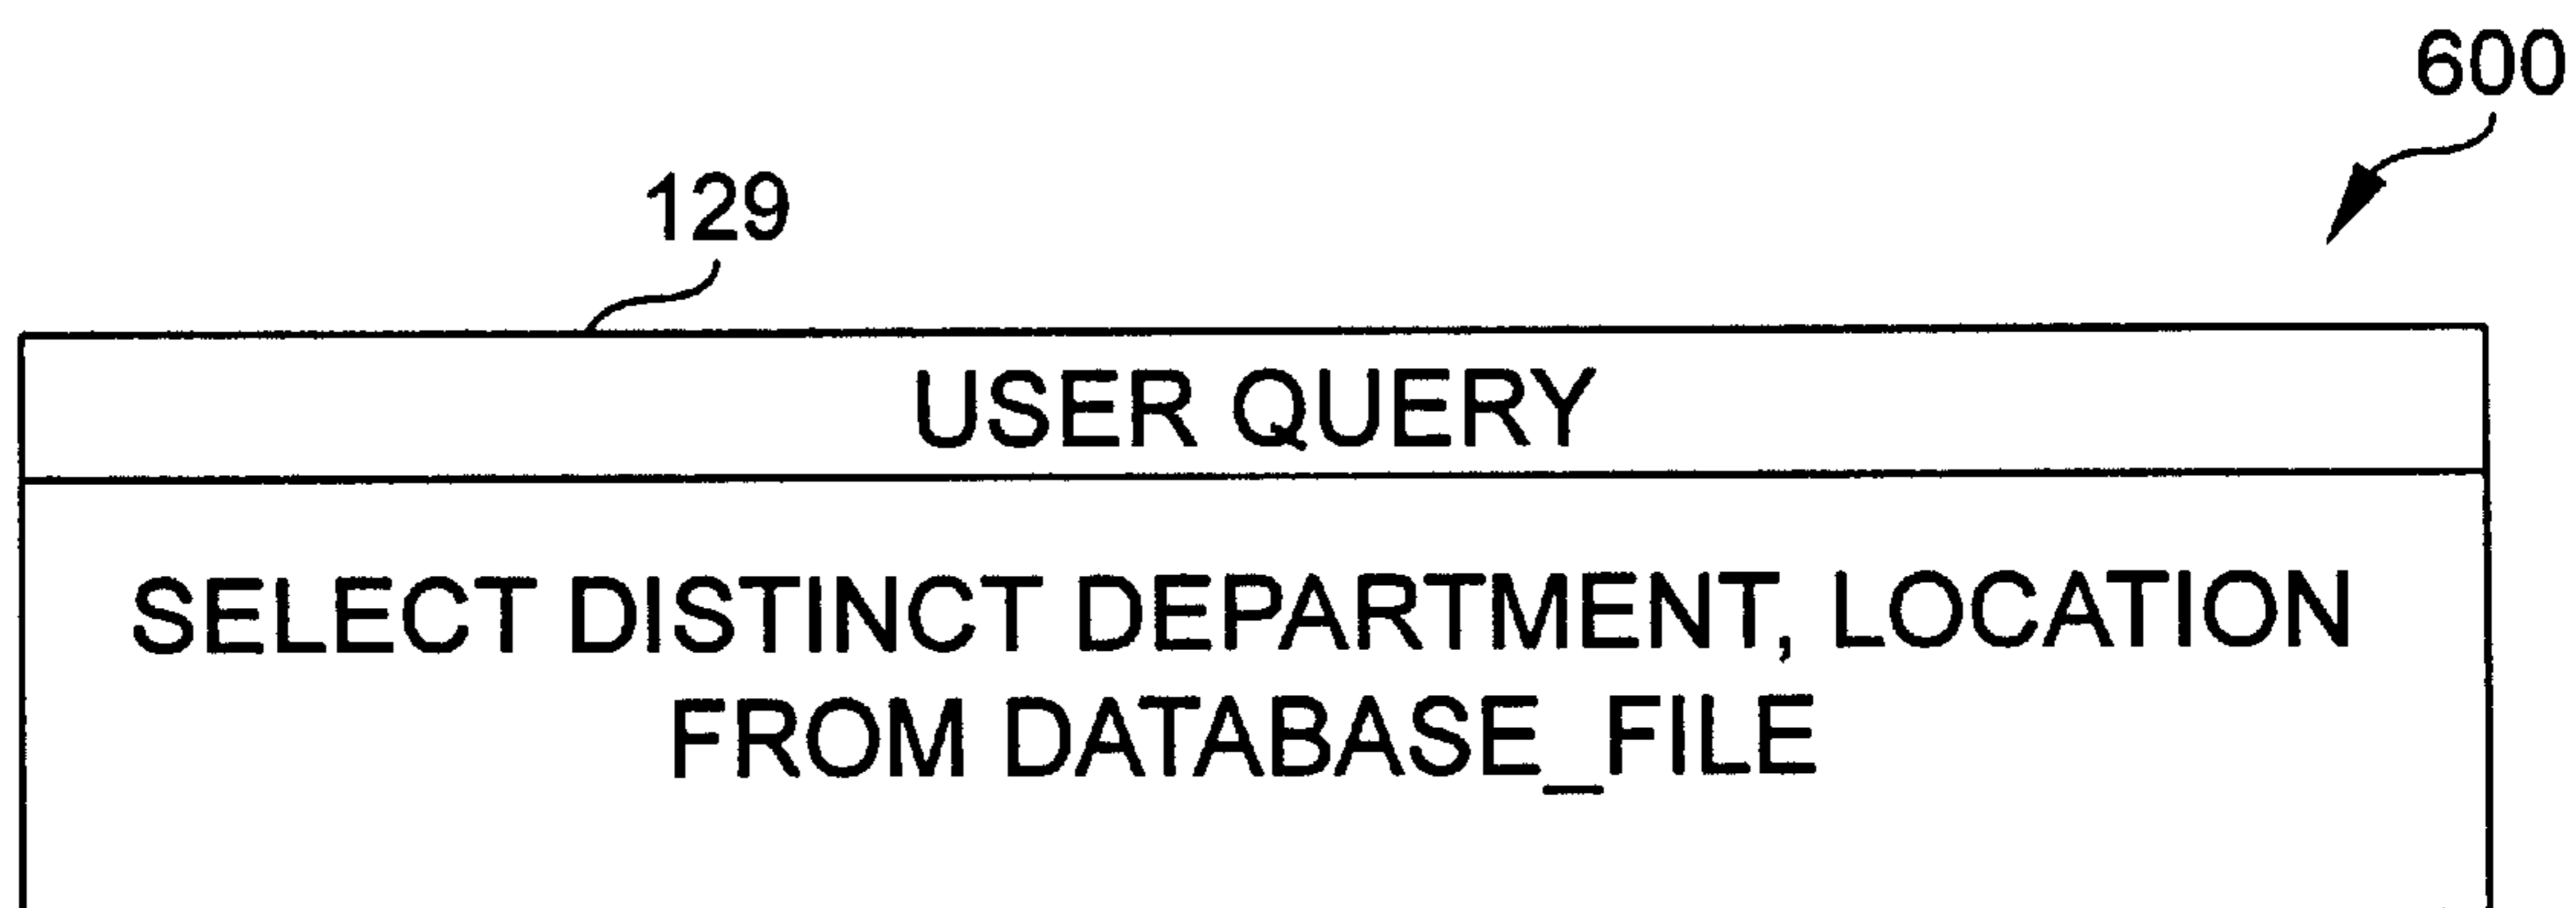 600
129
USER QUERY
SELECT DISTINCT DEPARTMENT, LOCATION
FROM DATABASE_FILE